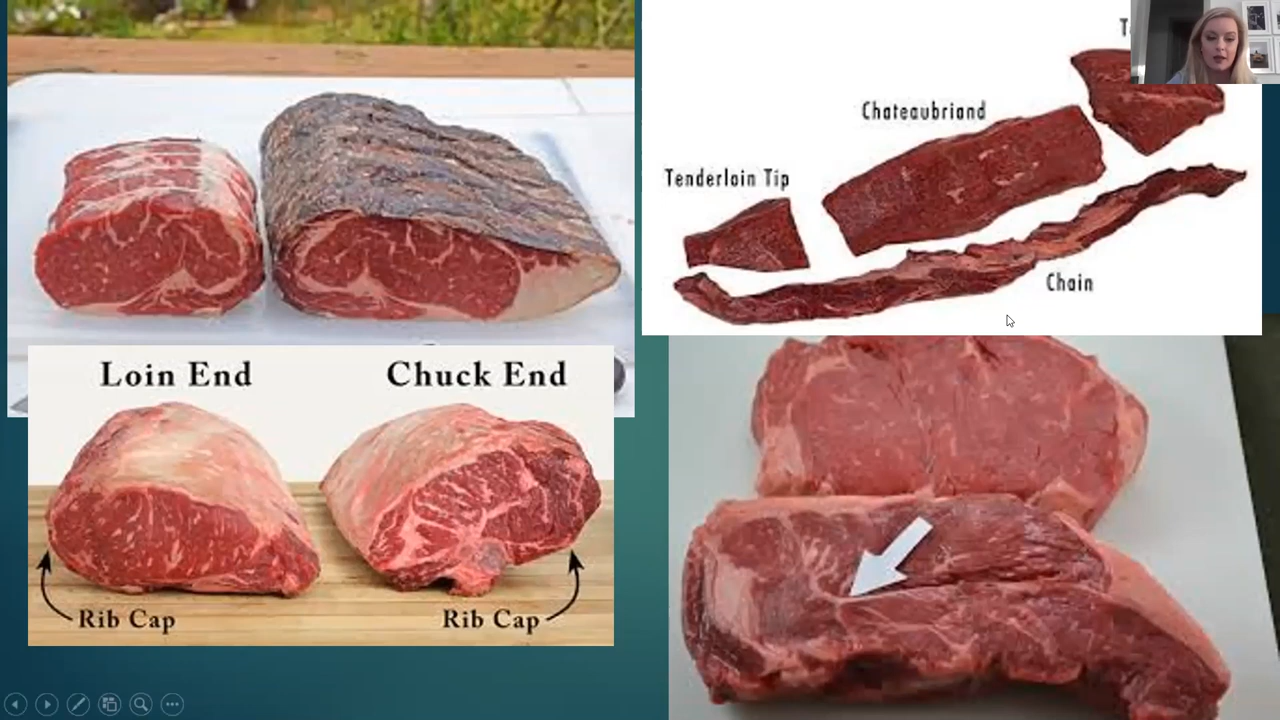 Chateaubriand
Tenderloin Tip
Chain
Loin End
Chuck End
Rib Cap
Rib Cap